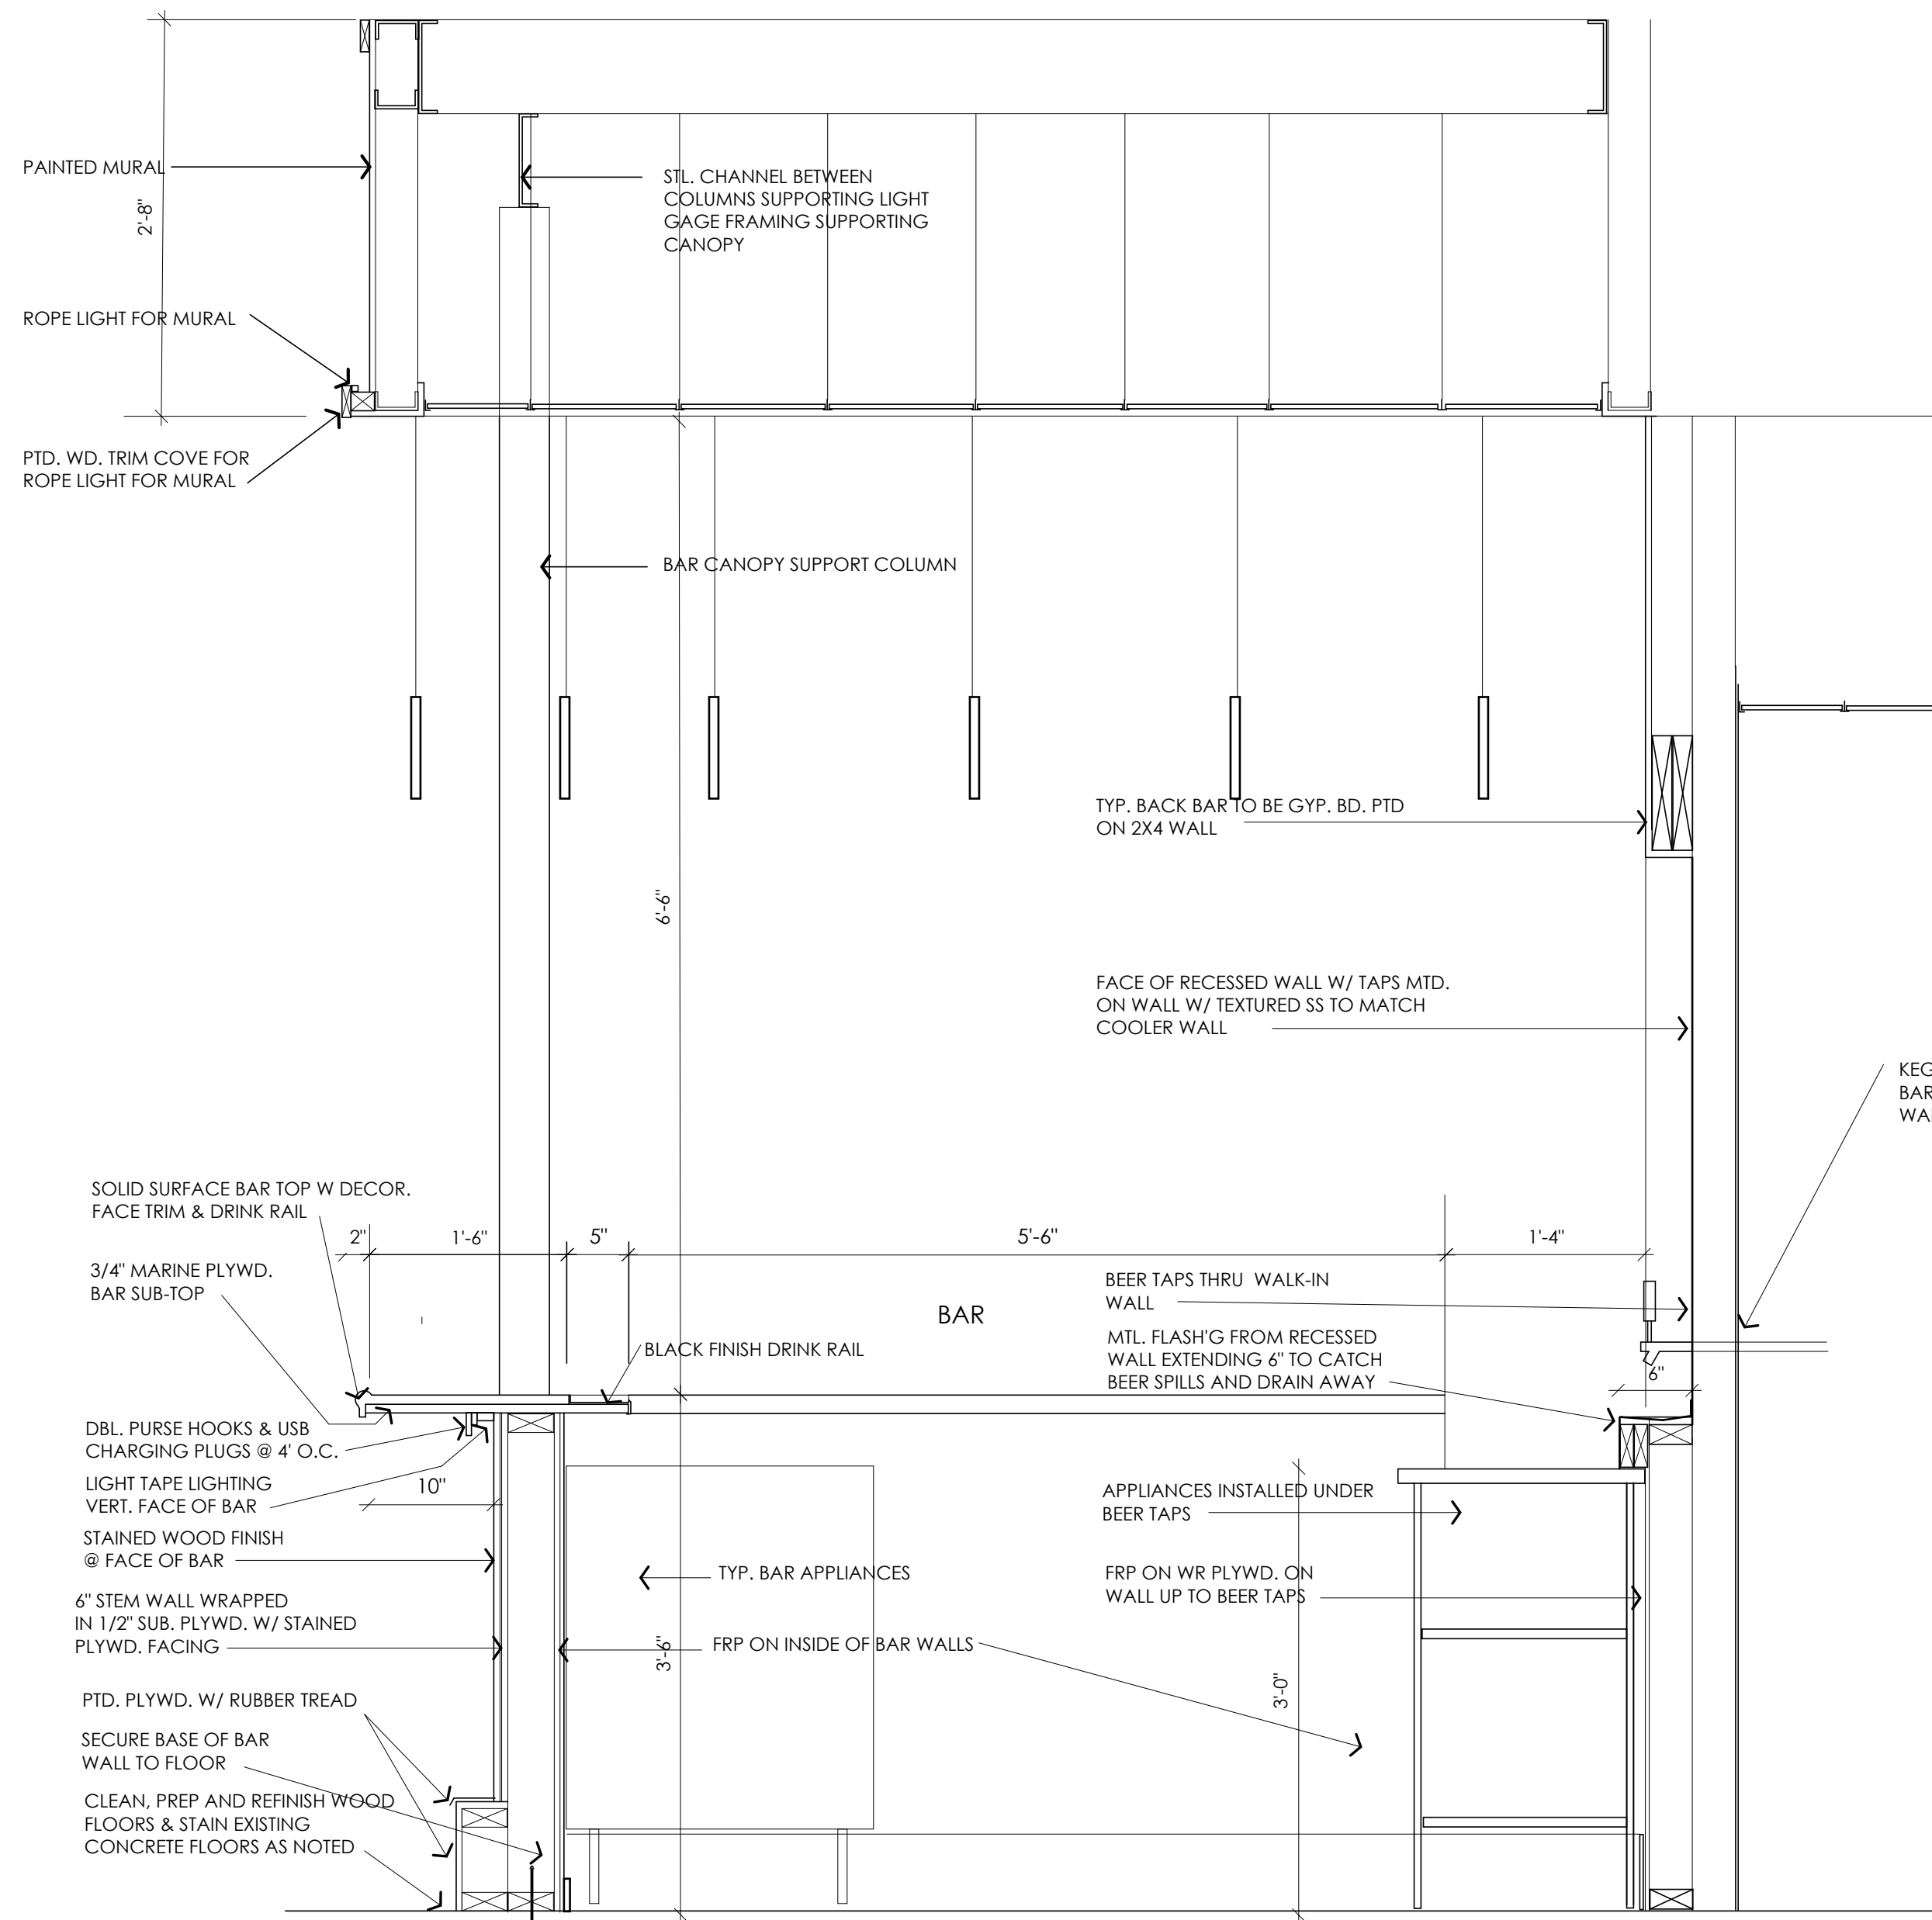 PAINTED MURAL
2'-8"
STL. CHANNEL BETWEEN
COLUMNS SUPPORTING LIGHT
GAGE FRAMING SUPPORTING
CANOPY
ROPE LIGHT FOR MURAL
PTD. WD. TRIM COVE FOR
ROPE LIGHT FOR MURAL
BAR CANOPY SUPPORT COLUMN
TYP. BACK BAR TO BE GYP. BD. PTD
ON 2X4 WALL
6'-6"
FACE OF RECESSED WALL W/ TAPS MTD.
ON WALL W/ TEXTURED SS TO MATCH
COOLER WALL
KEG
BAR
WA
SOLID SURFACE BAR TOP W DECOR.
FACE TRIM & DRINK RAIL
2"
1'-6"
5"
5'-6"
1'-4"
3/4" MARINE PLYWD.
BAR SUB-TOP
BEER TAPS THRU WALK-IN
WALL
BAR
MTL. FLASH'G FROM RECESSED
WALL EXTENDING 6" TO CATCH
BEER SPILLS AND DRAIN AWAY
BLACK FINISH DRINK RAIL
6"
DBL. PURSE HOOKS & USB
CHARGING PLUGS @ 4' O.C.
LIGHT TAPE LIGHTING
VERT. FACE OF BAR
10"
APPLIANCES INSTALLED UNDER
BEER TAPS
STAINED WOOD FINISH
@ FACE OF BAR
TYP. BAR APPLIANCES
FRP ON WR PLYWD. ON
WALL UP TO BEER TAPS
6" STEM WALL WRAPPED
IN 1/2" SUB. PLYWD. W/ STAINED
PLYWD. FACING
3'-6"
FRP ON INSIDE OF BAR WALLS
3'-0"
PTD. PLYWD. W/ RUBBER TREAD
SECURE BASE OF BAR
WALL TO FLOOR
CLEAN, PREP AND REFINISH WOOD
FLOORS & STAIN EXISTING
CONCRETE FLOORS AS NOTED